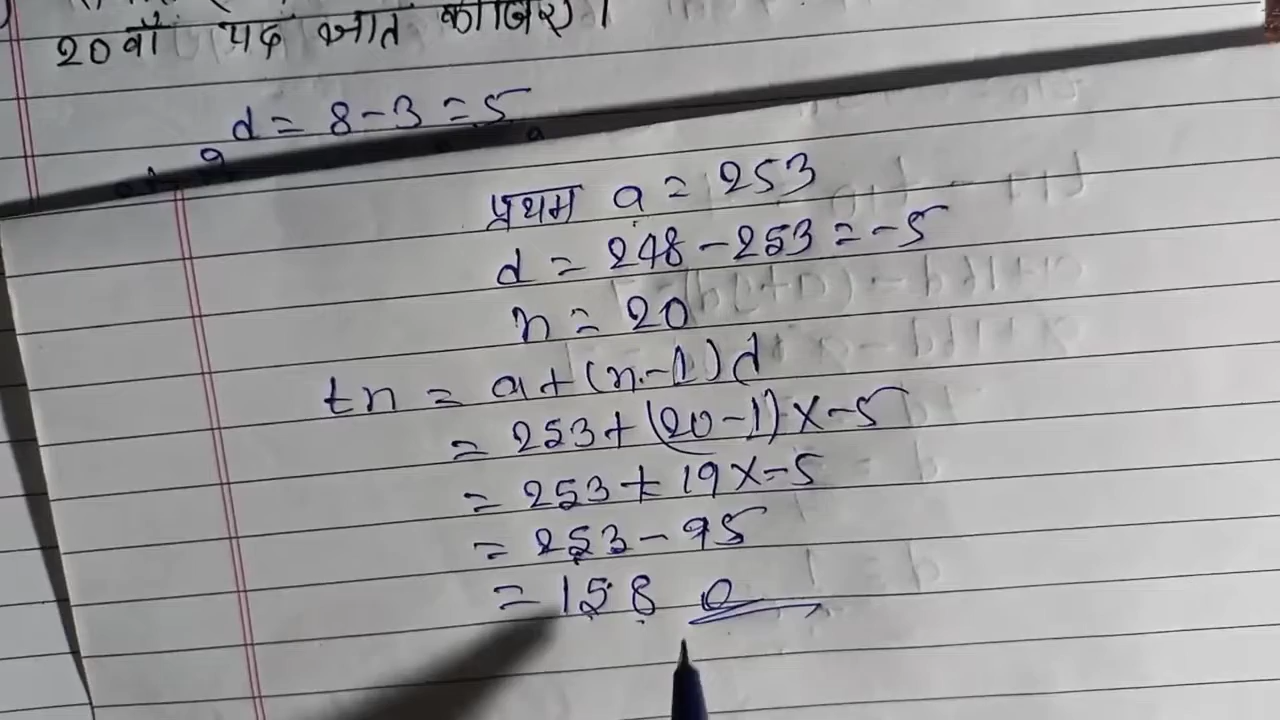 20वाँ पद ज्ञात कीजिए।
d = 8-3 = 5
प्रथम a = 253
d = 248 - 253 = -5
n = 20
tn = a + (n-1) d
= 253 + (20-1) x -5
= 253 + 19 x -5
= 253 - 95
= 158